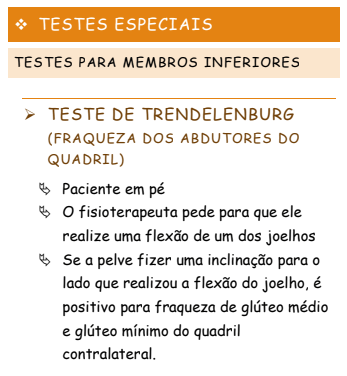 ❖ TESTES ESPECIAIS
TESTES PARA MEMBROS INFERIORES
➢ TESTE DE TRENDELENBURG
(FRAQUEZA DOS ABDUTORES DO
QUADRIL)
Paciente em pé
O fisioterapeuta pede para que ele
realize uma flexão de um dos joelhos
Se a pelve fizer uma inclinação para o
lado que realizou a flexão do joelho, é
positivo para fraqueza de glúteo médio
e glúteo mínimo do quadril
contralateral.